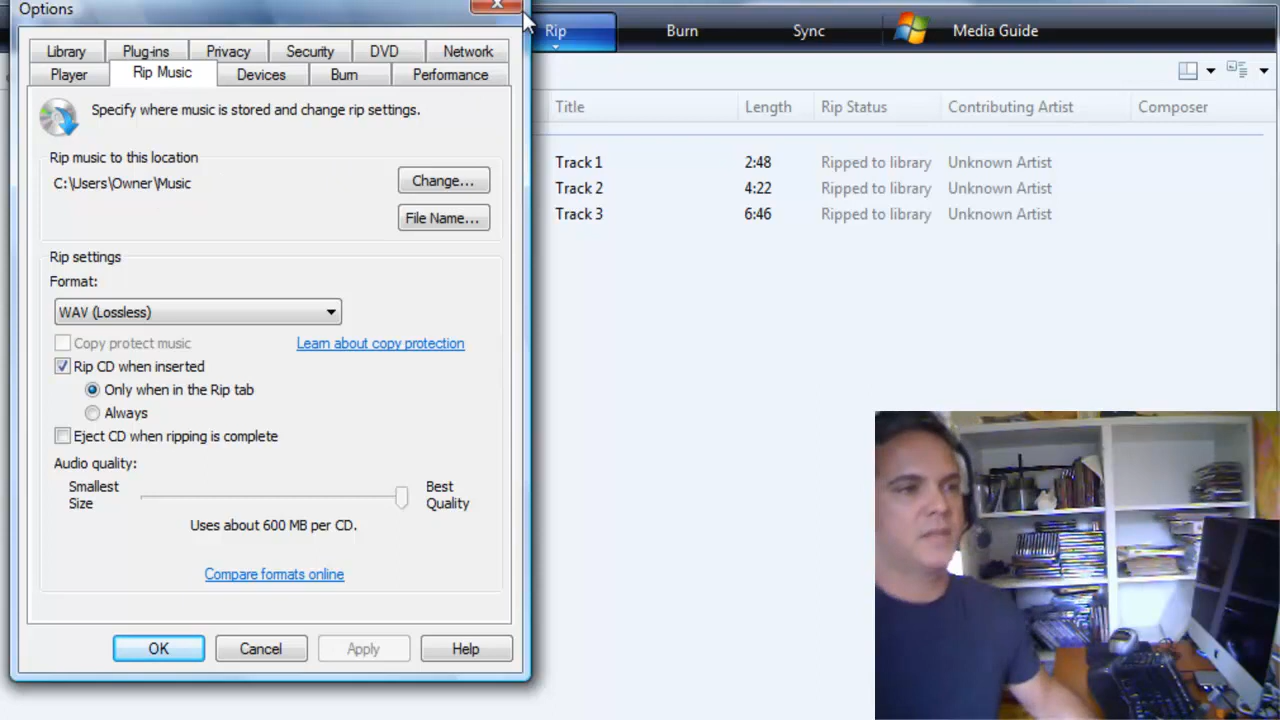 Options
Rip
Burn
Sync
Media Guide
Library
Plug-ins
Privacy
Security
DVD
Network
Player
Rip Music
Devices
Burn
Performance
Specify where music is stored and change rip settings.
Rip music to this location
C:\Users\Owner\Music
Change...
File Name...
Rip settings
Format:
WAV (Lossless)
Copy protect music
Learn about copy protection
Rip CD when inserted
Only when in the Rip tab
Always
Eject CD when ripping is complete
Audio quality:
Smallest
Size
Best
Quality
Uses about 600 MB per CD.
Compare formats online
OK
Cancel
Apply
Help
Title
Length
Rip Status
Contributing Artist
Composer
Track 1
2:48
Ripped to library
Unknown Artist
Track 2
4:22
Ripped to library
Unknown Artist
Track 3
6:46
Ripped to library
Unknown Artist